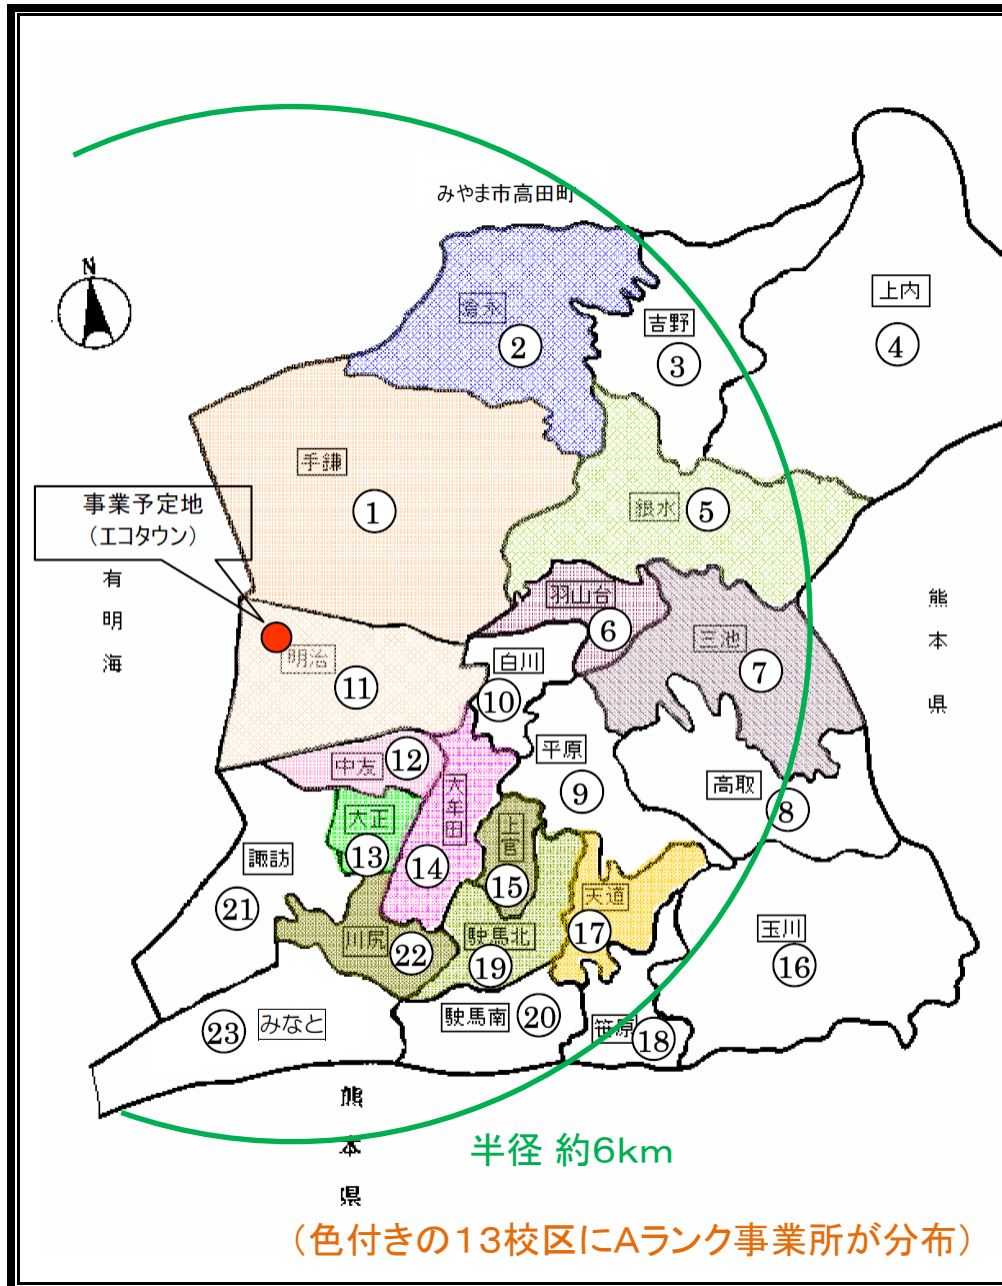 みやま市高田町
N
上内
④
倉永
②
吉野
③
手鎌
①
事業予定地
（エコタウン）
銀水
⑤
有明海
熊本県
羽山台
⑥
三池
⑦
明治
⑪
白川
⑩
平原
⑨
高取
⑧
中友
⑫
大正
⑬
大牟田
⑭
上官
⑮
諏訪
㉑
天道
⑰
玉川
⑯
川尻
㉒
駛馬北
⑲
みなと
㉓
駛馬南
⑳
笹原
⑱
熊本県
半径 約6km
（色付きの13校区にAランク事業所が分布）